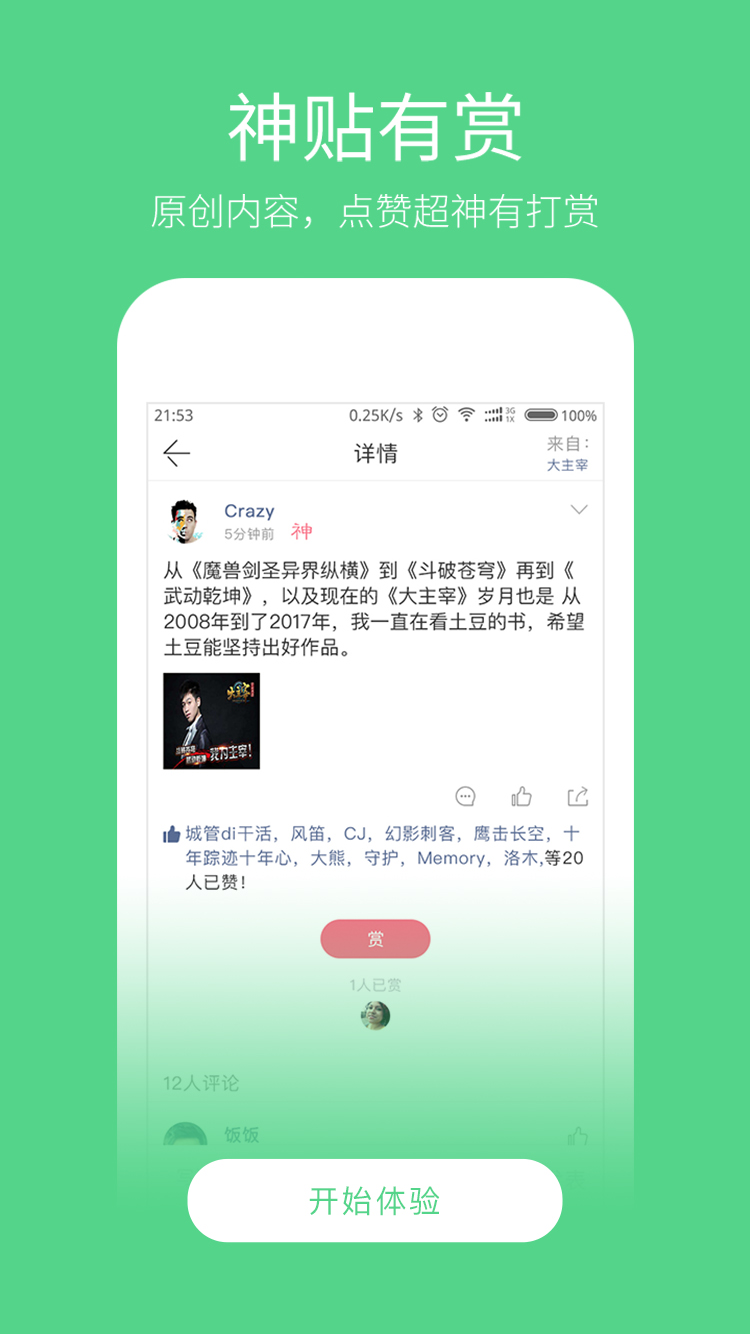 神贴有赏
原创内容，点赞超神有打赏
21:53
0.25K/s
3G
1X
100%
详情
来自：
大主宰
Crazy
5分钟前
神
从《魔兽剑圣异界纵横》到《斗破苍穹》再到《
武动乾坤》，以及现在的《大主宰》岁月也是 从
2008年到了2017年，我一直在看土豆的书，希望
土豆能坚持出好作品。
大主宰
我为主宰！
城管di干活，风笛，CJ，幻影刺客，鹰击长空，十
年踪迹十年心，大熊，守护，Memory，洛木,等20
人已赞！
赏
1人已赏
12人评论
饭饭
开始体验